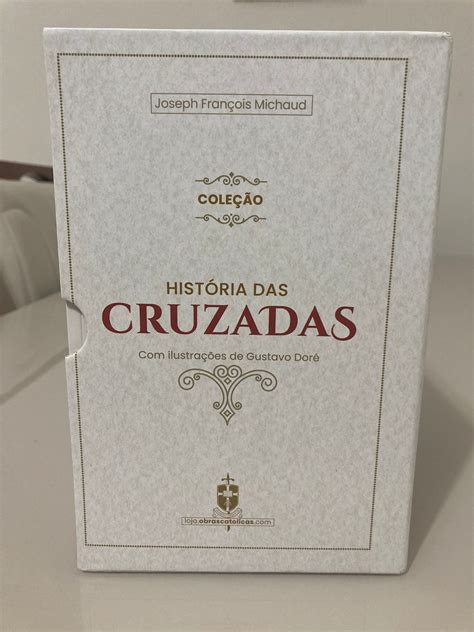 Joseph François Michaud
COLEÇÃO
HISTÓRIA DAS
CRUZADAS
Com ilustrações de Gustavo Doré
loja.obrascatolicas.com